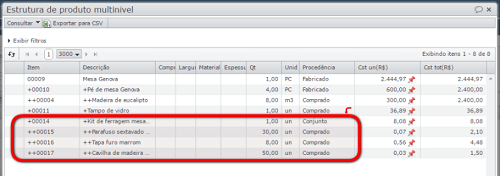 Estrutura de produto multinível
Consultar Exportar para CSV
Exibir filtros
1 3000 Exibindo itens 1 - 8 de 8
Item Descrição Compr Largur Material Espessu Qt Unid Procedência Cst un(R$) Cst tot(R$)
00009 Mesa Genova 1,00 PC Fabricado 2.444,97 2.444,97
+00010 +Pé de mesa Genova 4,00 PC Fabricado 600,00 2.400,00
++00004 ++Madeira de eucalipto 8,00 m3 Comprado 300,00 2.400,00
+00011 +Tampo de vidro 1,00 un Comprado 36,89 36,89
+00014 +Kit de ferragem mesa... 1,00 un Conjunto 8,08 8,08
++00015 ++Parafuso sextavado ... 30,00 un Comprado 0,07 2,10
++00016 ++Tapa furo marrom 8,00 un Comprado 0,56 4,48
++00017 ++Cavilha de madeira ... 50,00 un Comprado 0,03 1,50